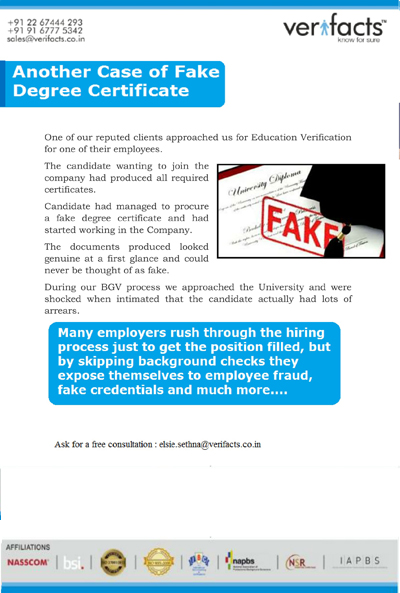 +91 22 67444 293
+91 91 6777 5342
sales@verifacts.co.in
verifacts™
know for sure
Another Case of Fake
Degree Certificate
One of our reputed clients approached us for Education Verification
for one of their employees.
The candidate wanting to join the
company had produced all required
certificates.
Candidate had managed to procure
a fake degree certificate and had
started working in the Company.
The documents produced looked
genuine at a first glance and could
never be thought of as fake.
University Diploma
FAKE
During our BGV process we approached the University and were
shocked when intimated that the candidate actually had lots of
arrears.
Many employers rush through the hiring
process just to get the position filled, but
by skipping background checks they
expose themselves to employee fraud,
fake credentials and much more....
Ask for a free consultation : elsie.sethna@verifacts.co.in
AFFILIATIONS
NASSCOM
bsi.
napbs
NSR
IAPBS